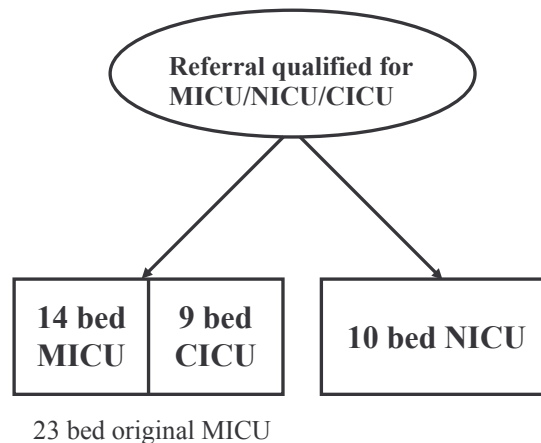 Referral qualified for
MICU/NICU/CICU
14 bed
MICU
9 bed
CICU
10 bed NICU
23 bed original MICU